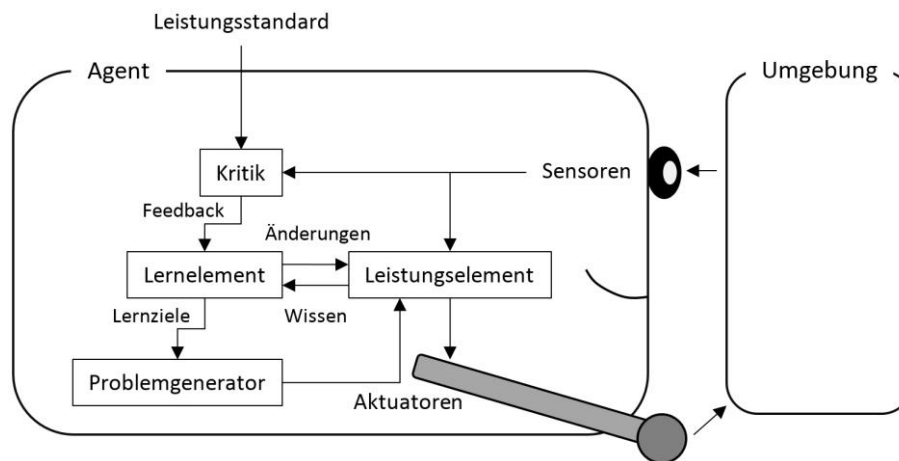 Leistungsstandard
Agent
Umgebung
Kritik
Sensoren
Feedback
Änderungen
Lernelement
Leistungselement
Lernziele
Wissen
Problemgenerator
Aktuatoren